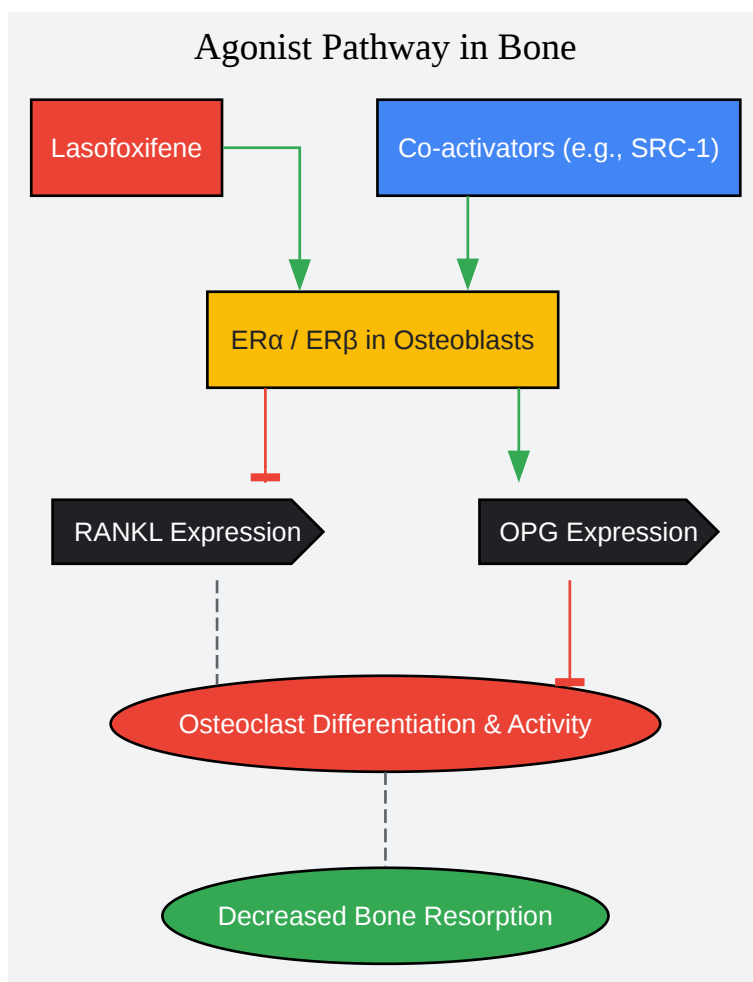 Agonist Pathway in Bone
Lasofoxifene
Co-activators (e.g., SRC-1)
ERα / ERβ in Osteoblasts
RANKL Expression
OPG Expression
Osteoclast Differentiation & Activity
Decreased Bone Resorption